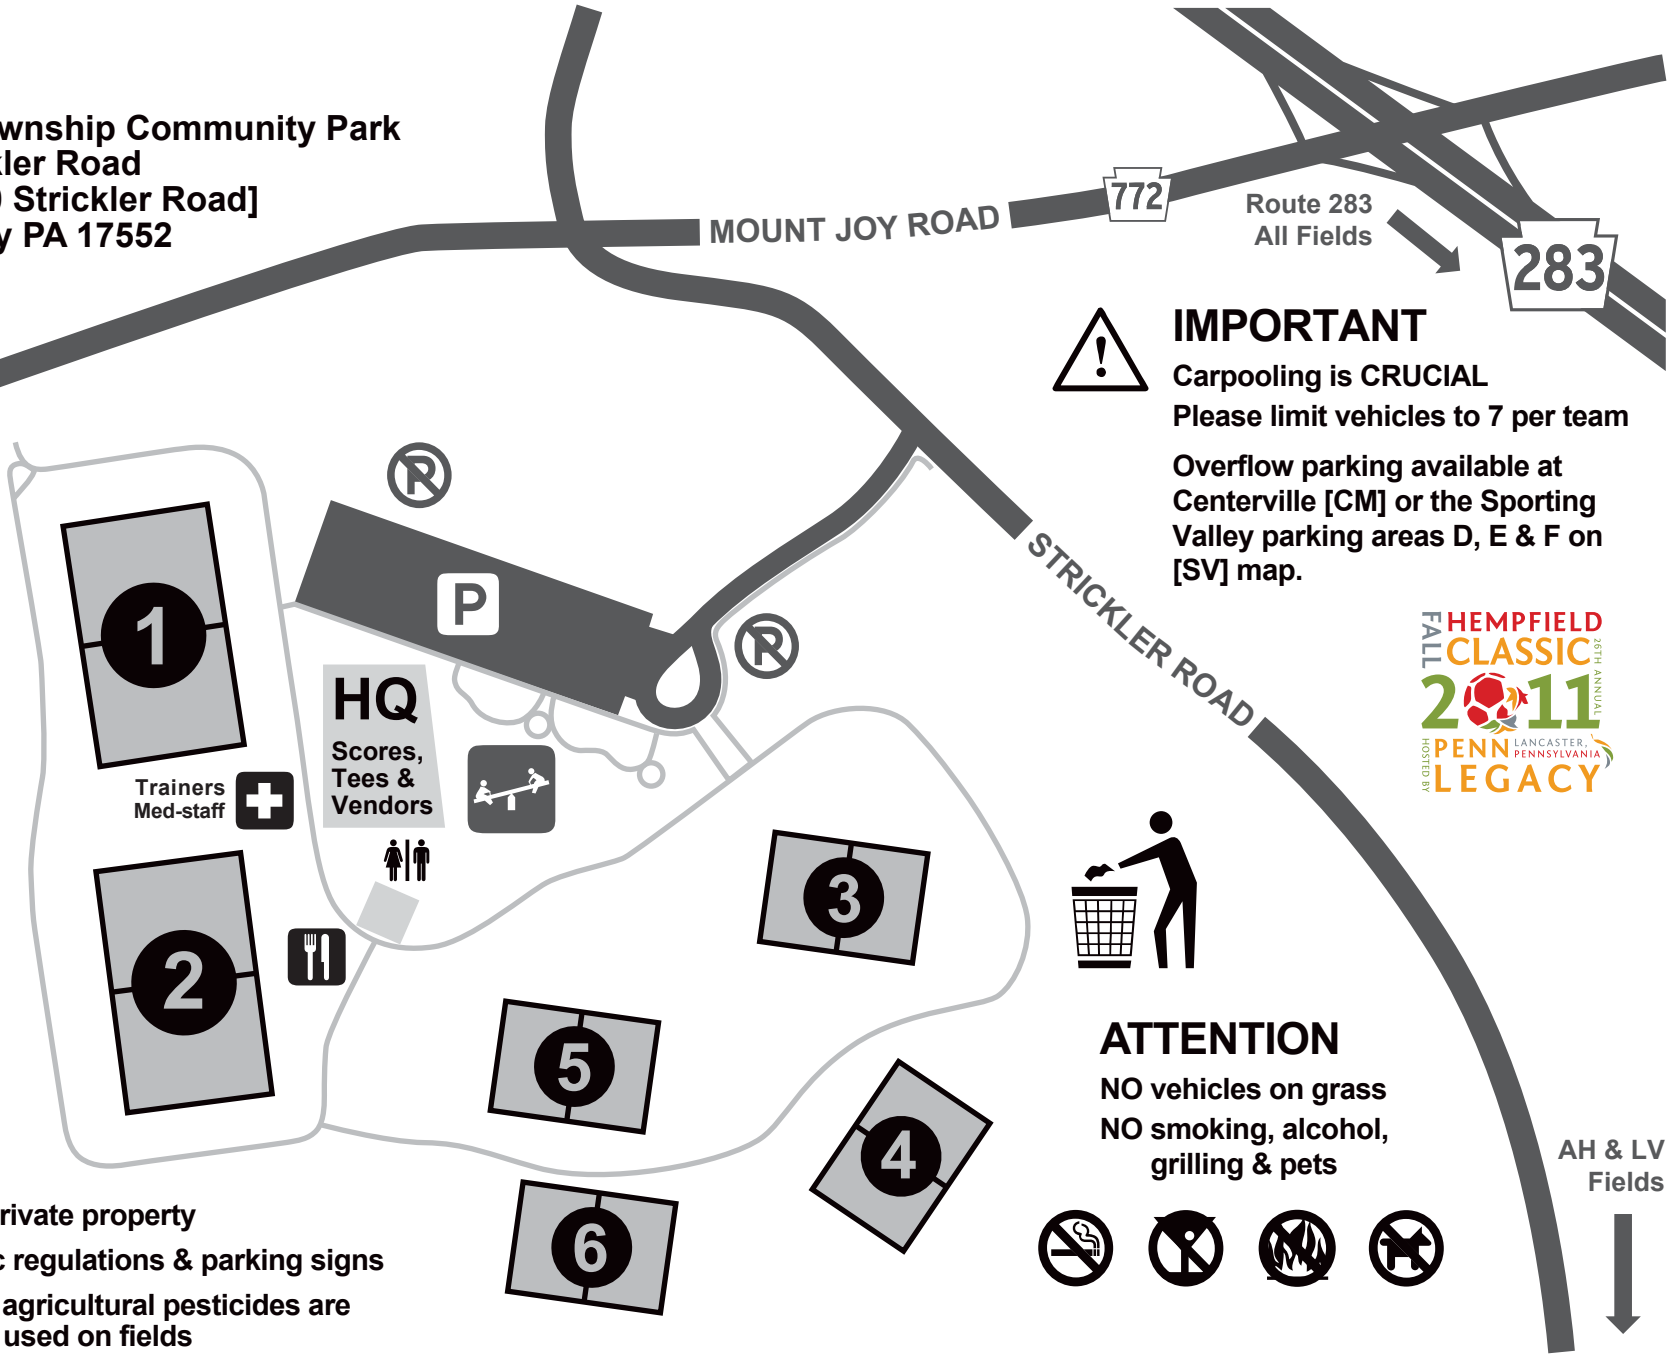 wnship Community Park
ler Road
Strickler Road]
y PA 17552
MOUNT JOY ROAD
772
Route 283
All Fields
283
IMPORTANT
Carpooling is CRUCIAL
Please limit vehicles to 7 per team
Overflow parking available at
Centerville [CM] or the Sporting
Valley parking areas D, E & F on
[SV] map.
P
P
P
STRICKLER ROAD
FALL
HEMPFIELD
CLASSIC
26TH ANNUAL
2011
HOSTED BY
PENN
LANCASTER,
PENNSYLVANIA
LEGACY
1
HQ
Scores,
Tees &
Vendors
Trainers
Med-staff
2
3
5
4
6
ATTENTION
NO vehicles on grass
NO smoking, alcohol,
grilling & pets
AH & LV
Fields
rivate property
c regulations & parking signs
agricultural pesticides are
used on fields